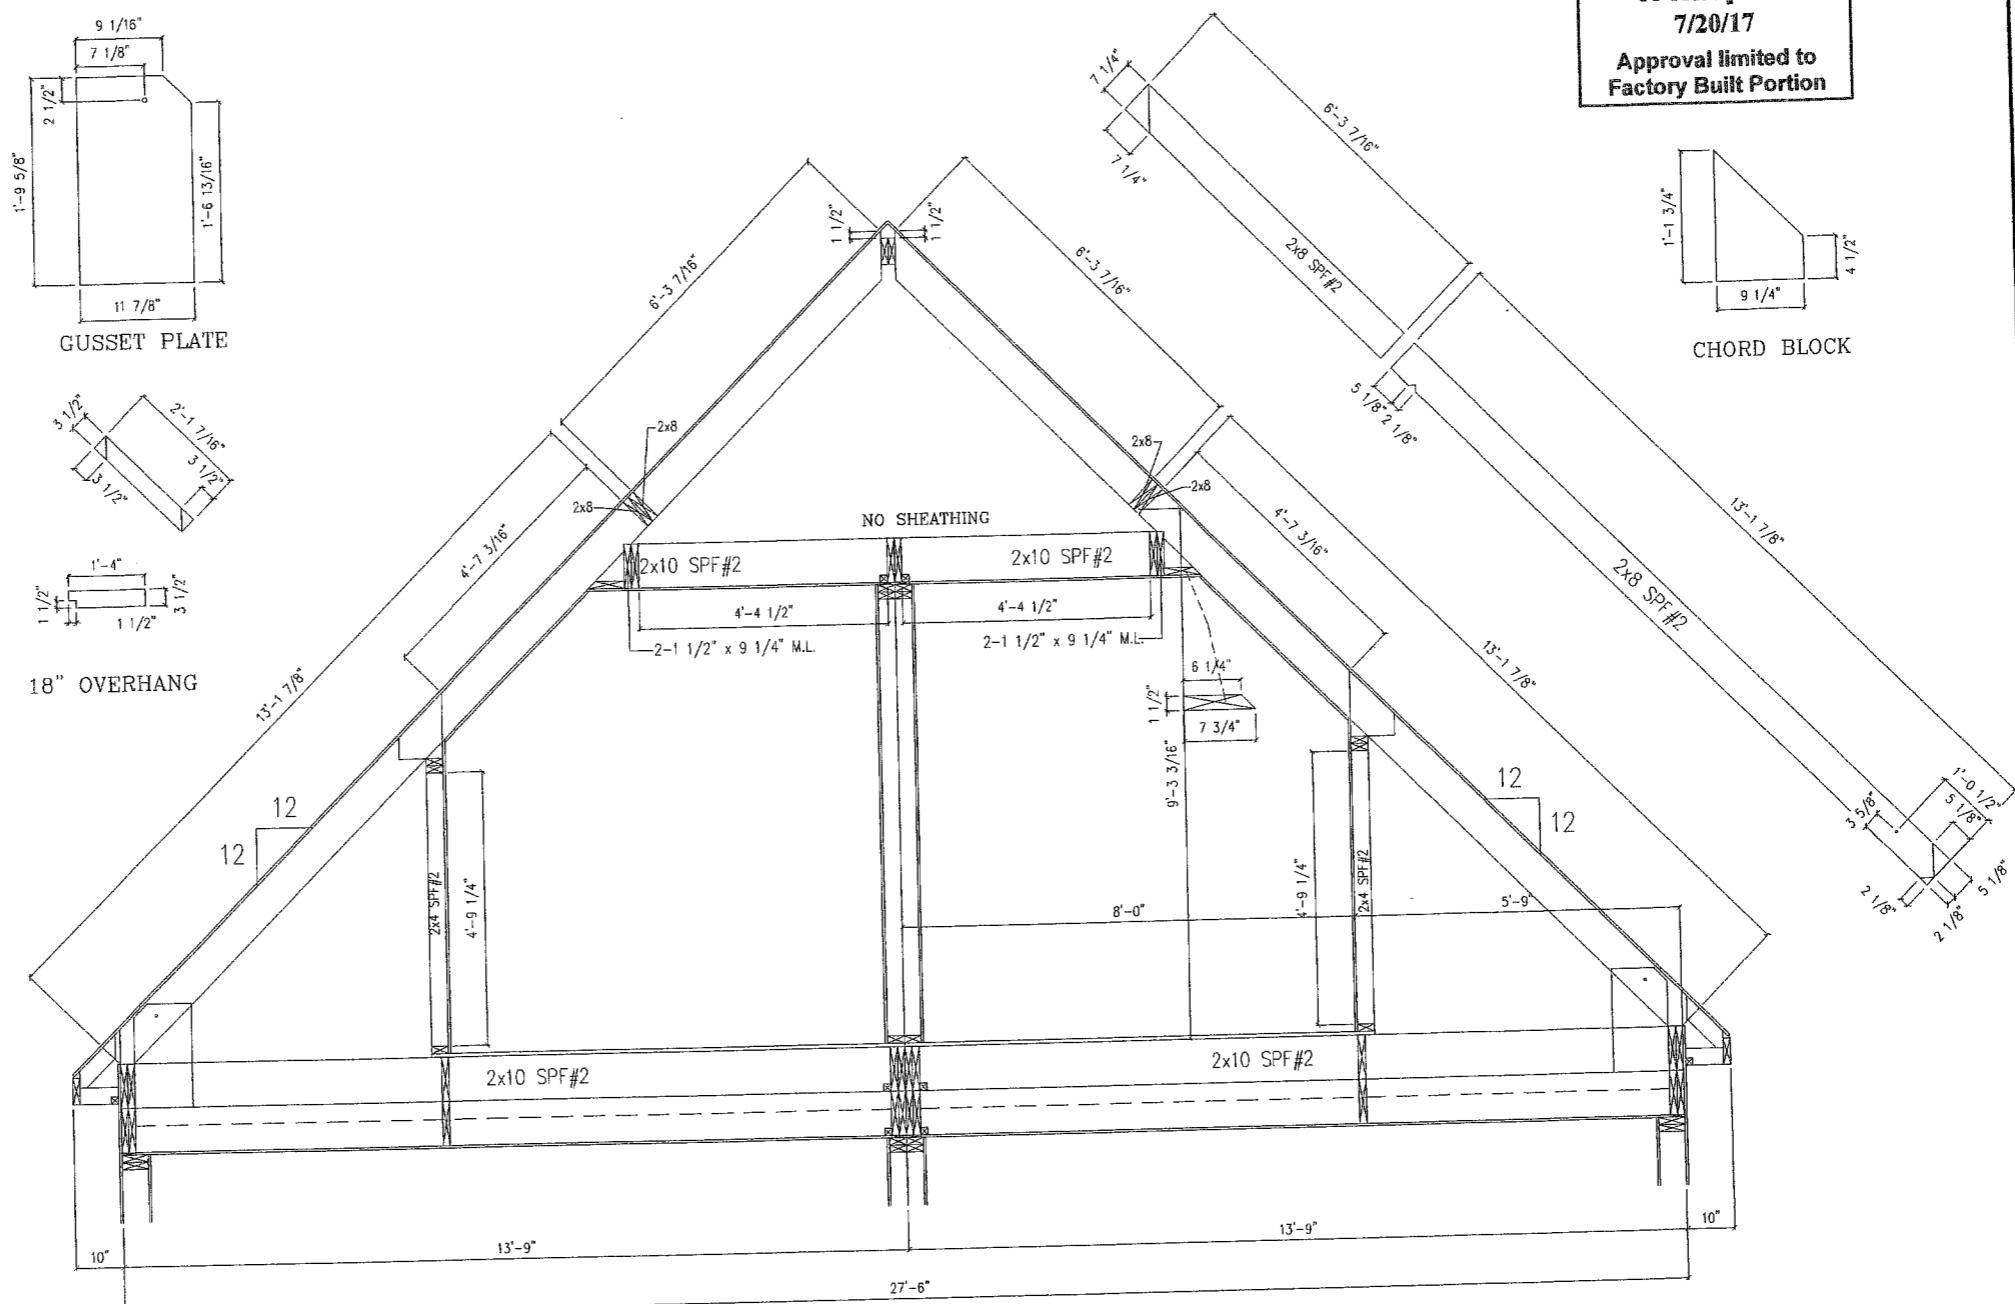 7/20/17
Approval limited to
Factory Built Portion
9 1/16"
7 1/8"
2 1/2"
1'-9 5/8"
1'-6 13/16"
11 7/8"
GUSSET PLATE
3 1/2"
2'-1 7/16"
3 1/2"
3 1/2"
1'-4"
1 1/2"
1 1/2"
3 1/2"
18" OVERHANG
7 1/4"
7 1/4"
6'-3 7/16"
2x8 SPF#2
5 1/8"
2 1/8"
13'-1 7/8"
2x8 SPF#2
3 5/8"
1'-0 1/2"
5 1/8"
5 1/8"
2 1/8"
2 1/8"
1'-1 3/4"
4 1/2"
9 1/4"
CHORD BLOCK
1 1/2"
1 1/2"
6'-3 7/16"
6'-3 7/16"
2x8
2x8
2x8
2x8
NO SHEATHING
2x10 SPF#2
2x10 SPF#2
4'-7 3/16"
4'-7 3/16"
4'-4 1/2"
4'-4 1/2"
2-1 1/2" x 9 1/4" M.L.
2-1 1/2" x 9 1/4" M.L.
6 1/4"
1 1/2"
7 3/4"
13'-1 7/8"
13'-1 7/8"
9'-3 3/16"
12
12
12
12
2x4 SPF#2
4'-9 1/4"
4'-9 1/4"
2x4 SPF#2
8'-0"
5'-9"
2x10 SPF#2
2x10 SPF#2
10"
13'-9"
13'-9"
10"
27'-6"